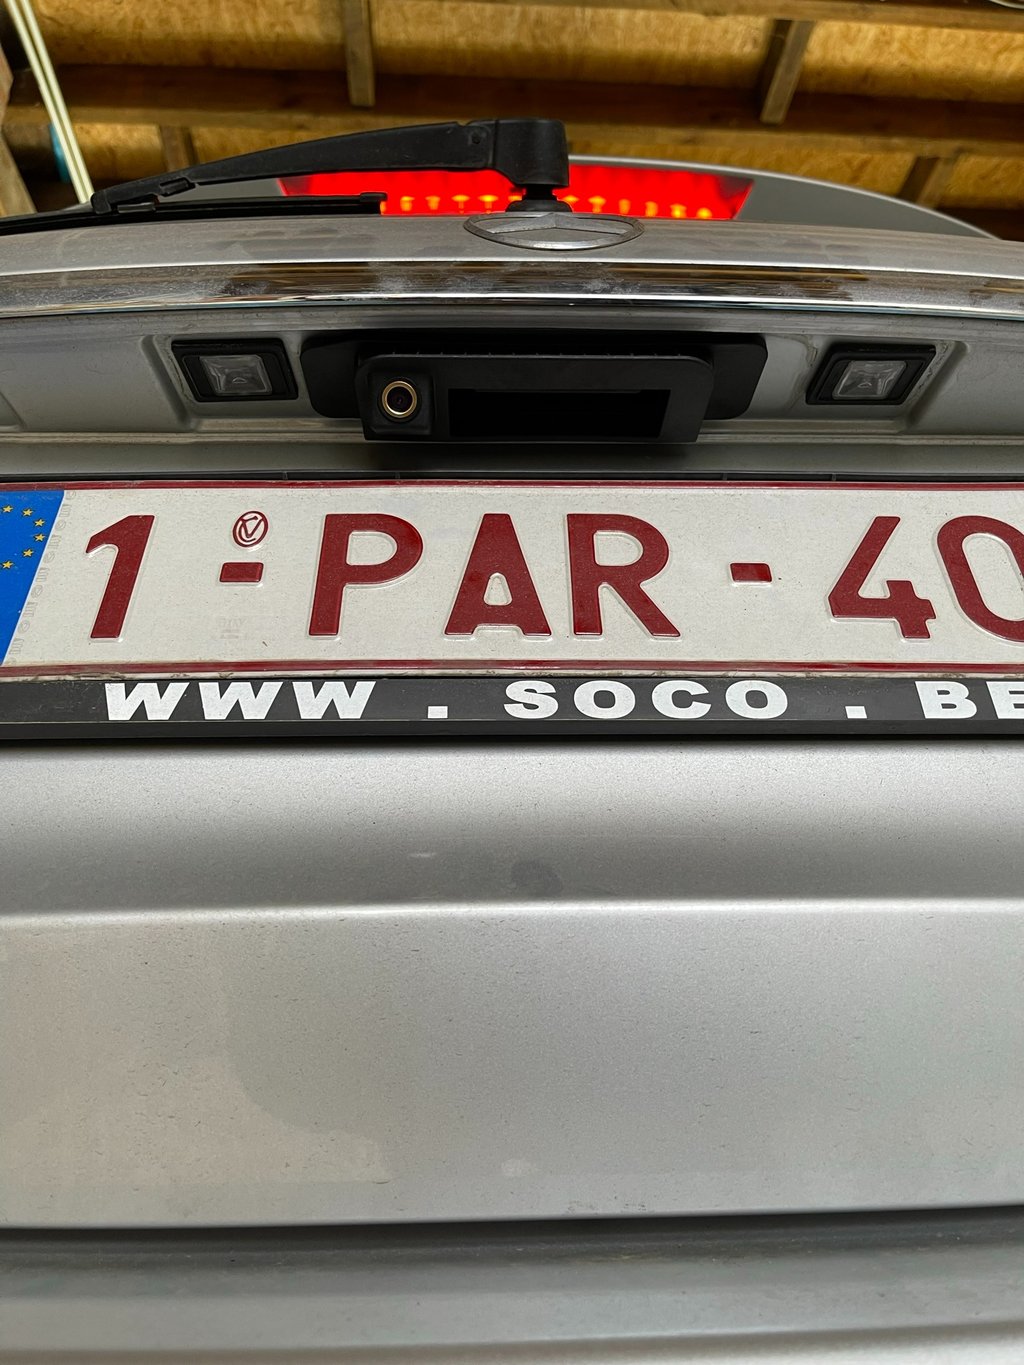 1-PAR-40
WWW . SOCO . BE